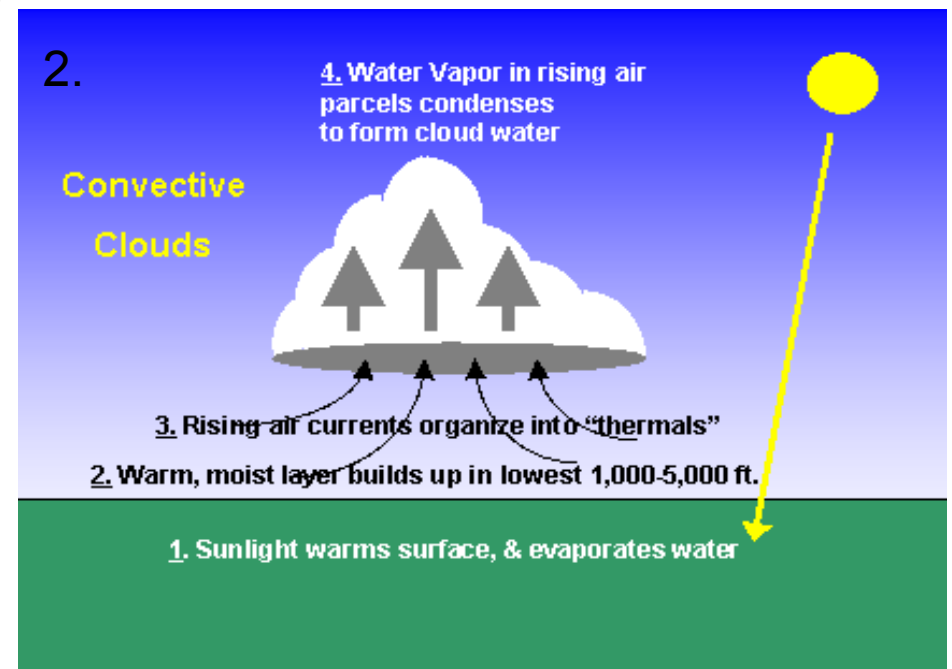 2.
4. Water Vapor in rising air
parcels condenses
to form cloud water
Convective
Clouds
3. Rising air currents organize into “thermals”
2. Warm, moist layer builds up in lowest 1,000-5,000 ft.
1. Sunlight warms surface, & evaporates water